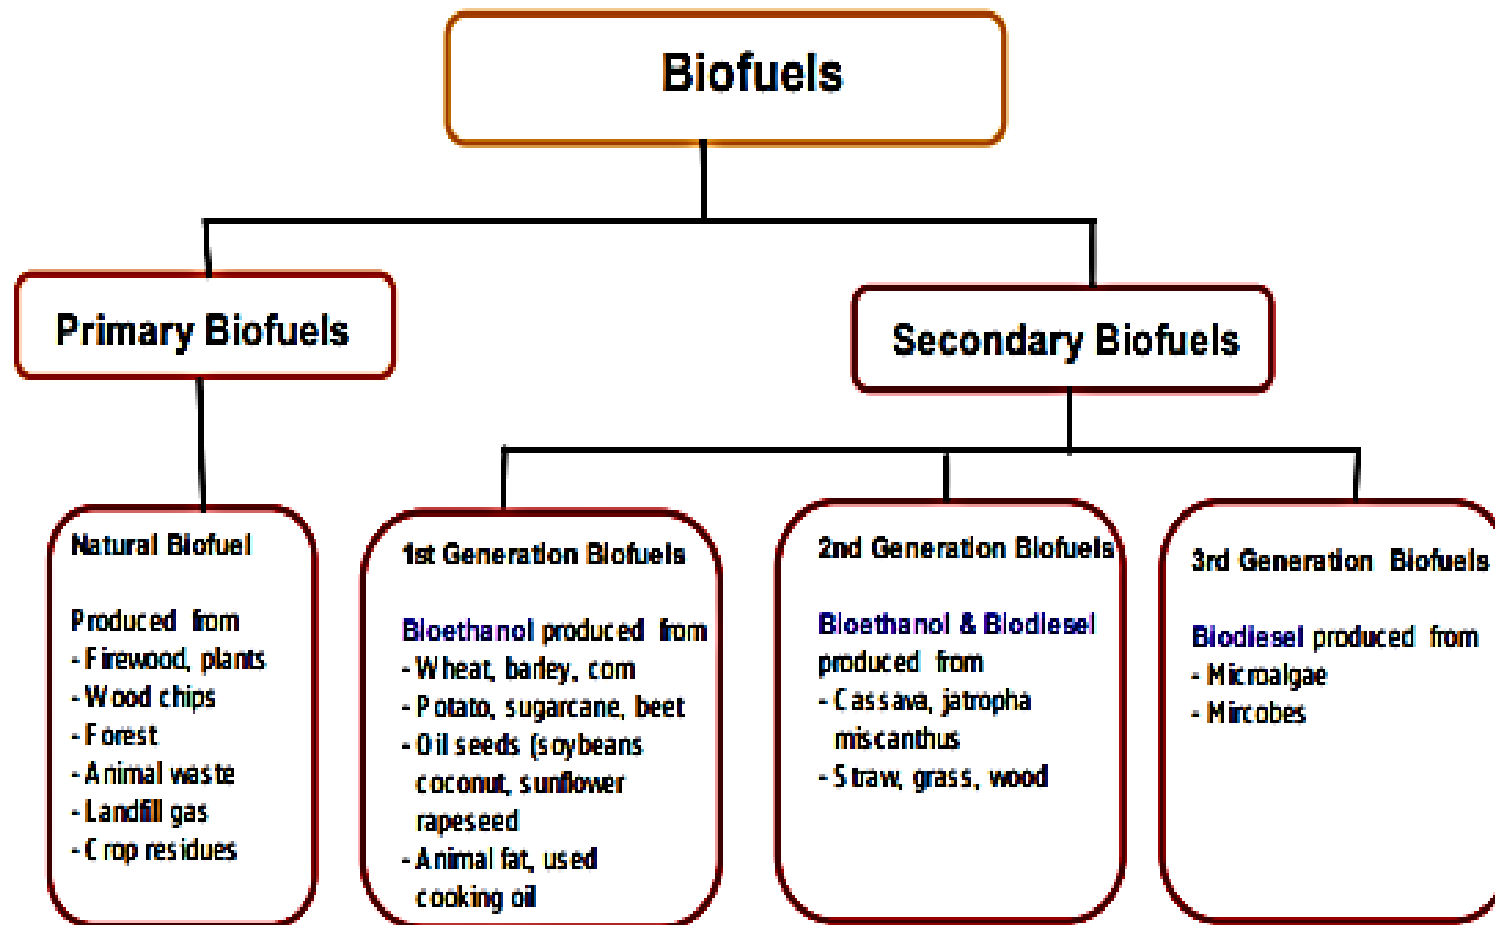 Biofuels
Primary Biofuels
Secondary Biofuels
Natural Biofuel
Produced from
- Firewood, plants
- Wood chips
- Forest
- Animal waste
- Landfill gas
- Crop residues
1st Generation Biofuels
Bioethanol produced from
- Wheat, barley, corn
- Potato, sugarcane, beet
- Oil seeds (soybeans
coconut, sunflower
rapeseed
- Animal fat, used
cooking oil
2nd Generation Biofuels
Bioethanol & Biodiesel
produced from
- Cassava, jatropha
miscanthus
- Straw, grass, wood
3rd Generation Biofuels
Biodiesel produced from
- Microalgae
- Mircobes